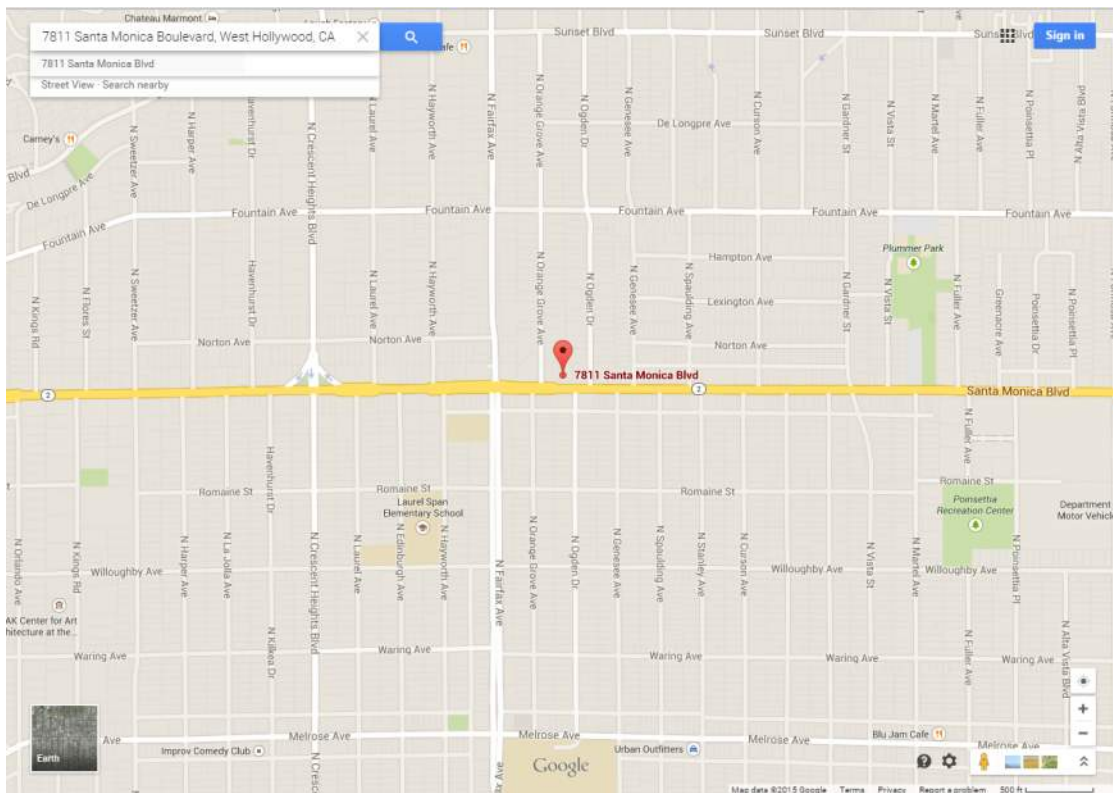 Chateau Marmont
7811 Santa Monica Boulevard, West Hollywood, CA
7811 Santa Monica Blvd
Street View · Search nearby
Sign in
Sunset Blvd
Sunset Blvd
N Orange Grove Ave
N Ogden Dr
N Genesee Ave
N Curson Ave
N Gardner St
N Vista St
N Martel Ave
N Fuller Ave
N Poinsettia Pl
N Alta Vista Blvd
De Longpre Ave
De Longpre Ave
Carney's
Blvd
De Longpre Ave
N Sweetzer Ave
N Harper Ave
Havenhurst Dr
N Crescent Heights Blvd
N Laurel Ave
N Hayworth Ave
N Fairfax Ave
Fountain Ave
Fountain Ave
Fountain Ave
Fountain Ave
Fountain Ave
Fountain Ave
Plummer Park
Hampton Ave
Lexington Ave
Norton Ave
Norton Ave
Norton Ave
N Kings Rd
N Flores St
N Sweetzer Ave
Havenhurst Dr
N Laurel Ave
N Hayworth Ave
N Orange Grove Ave
N Ogden Dr
N Genesee Ave
N Spaulding Ave
N Gardner St
N Vista St
N Fuller Ave
Greenacre Ave
Poinsettia Dr
N Poinsettia Pl
7811 Santa Monica Blvd
2
2
Santa Monica Blvd
Romaine St
Romaine St
Romaine St
Romaine St
Laurel Span
Elementary School
Poinsettia
Recreation Center
Department
Motor Vehicle
N Orlando Ave
N Kings Rd
N Harper Ave
N La Jolla Ave
Havenhurst Dr
N Crescent Heights Blvd
N Laurel Ave
N Edinburgh Ave
N Hayworth Ave
N Fairfax Ave
N Orange Grove Ave
N Ogden Dr
N Genesee Ave
N Spaulding Ave
N Stanley Ave
N Curson Ave
N Vista St
N Martel Ave
N Fuller Ave
N Poinsettia Pl
Willoughby Ave
Willoughby Ave
Willoughby Ave
AK Center for Art
hitecture at the...
N Kilkea Dr
Waring Ave
Waring Ave
Waring Ave
Waring Ave
N Fuller Ave
N Alta Vista Blvd
Earth
Ave
Improv Comedy Club
Melrose Ave
Melrose Ave
Urban Outfitters
Melrose Ave
Blu Jam Cafe
Melrose Ave
N Cresc
Google
Map data ©2015 Google Terms Privacy Report a problem 500 ft